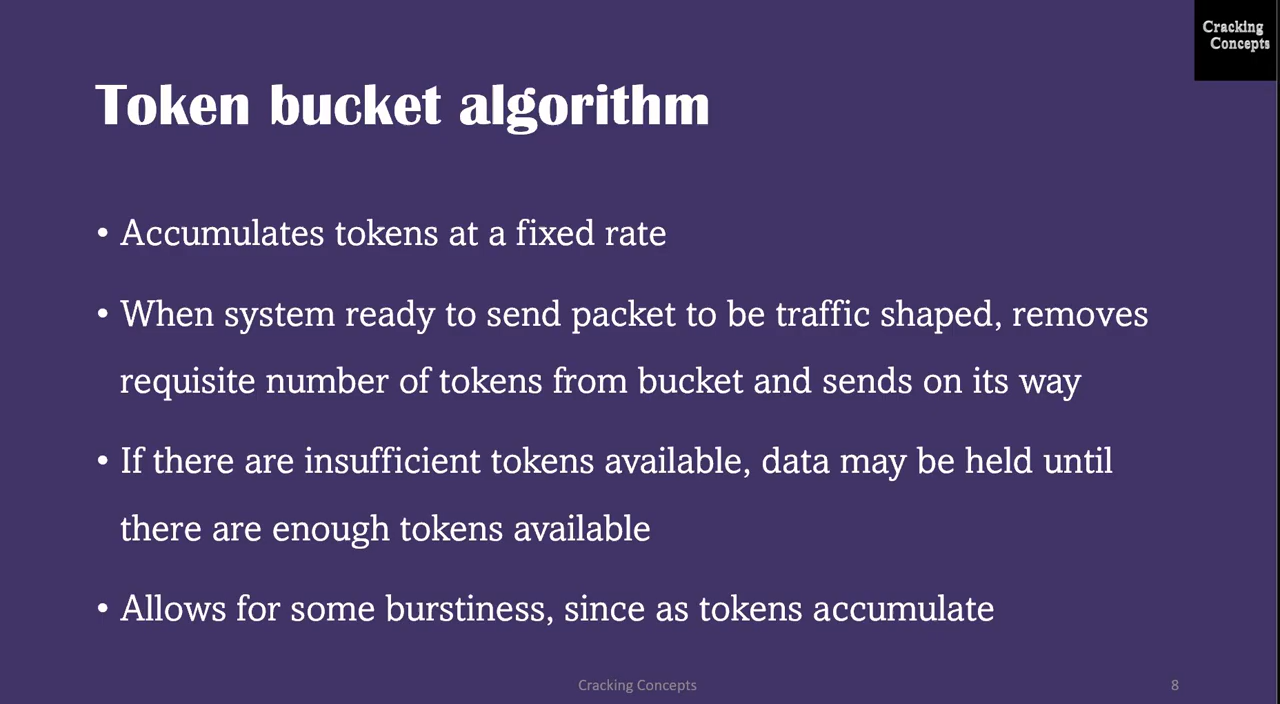 Cracking
Concepts
Token bucket algorithm
• Accumulates tokens at a fixed rate
• When system ready to send packet to be traffic shaped, removes
requisite number of tokens from bucket and sends on its way
• If there are insufficient tokens available, data may be held until
there are enough tokens available
• Allows for some burstiness, since as tokens accumulate
Cracking Concepts
8